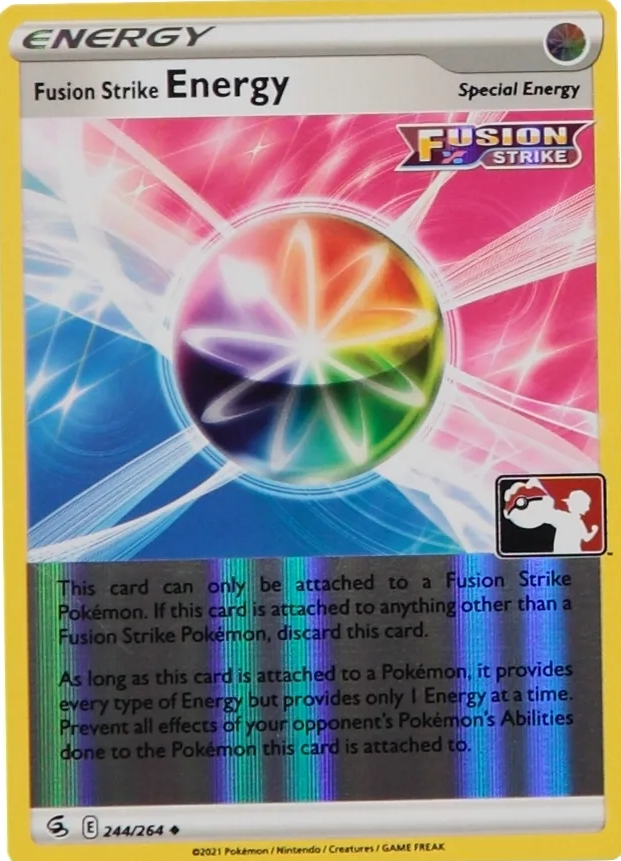 ENERGY
Fusion Strike Energy
Special Energy
FUSION
STRIKE
This card can only be attached to a Fusion Strike
Pokémon. If this card is attached to anything other than a
Fusion Strike Pokémon, discard this card.
As long as this card is attached to a Pokémon, it provides
every type of Energy but provides only 1 Energy at a time.
Prevent all effects of your opponent's Pokémon's Abilities
done to the Pokémon this card is attached to.
E 244/264
©2021 Pokémon / Nintendo / Creatures / GAME FREAK